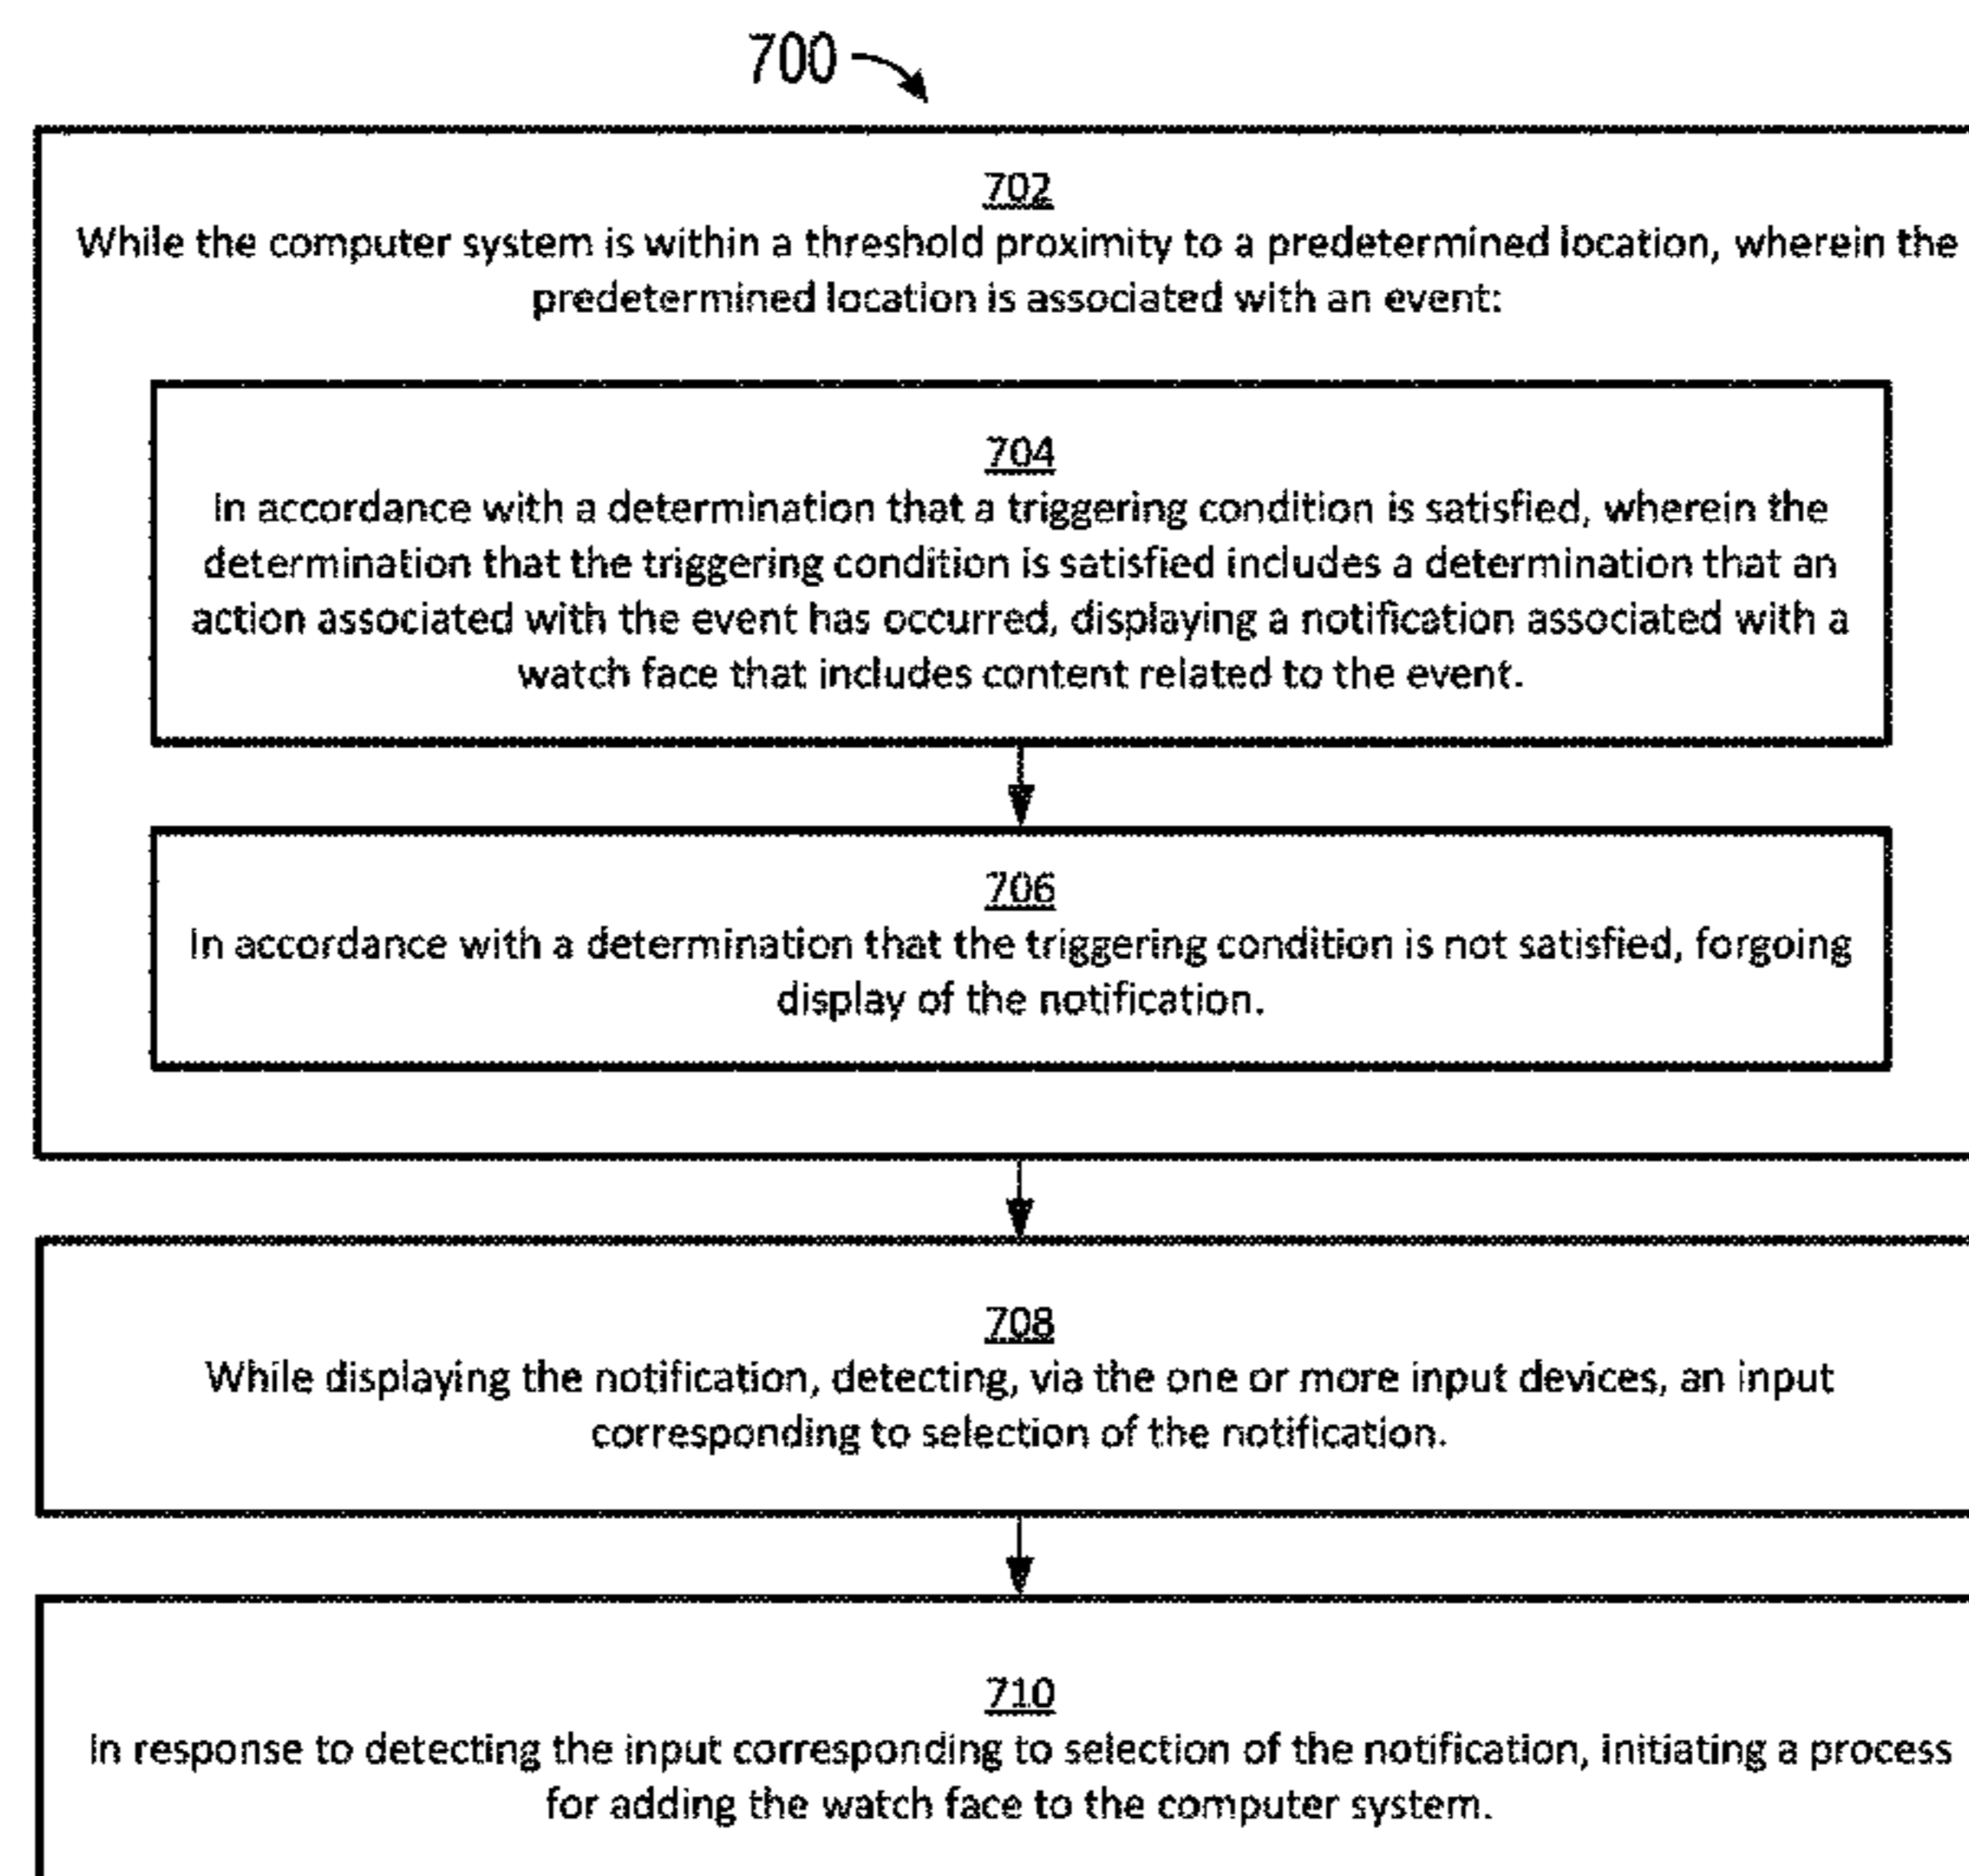 700
702
While the computer system is within a threshold proximity to a predetermined location, wherein the
predetermined location is associated with an event:
704
In accordance with a determination that a triggering condition is satisfied, wherein the
determination that the triggering condition is satisfied includes a determination that an
action associated with the event has occurred, displaying a notification associated with a
watch face that includes content related to the event.
706
In accordance with a determination that the triggering condition is not satisfied, forgoing
display of the notification.
708
While displaying the notification, detecting, via the one or more input devices, an input
corresponding to selection of the notification.
710
In response to detecting the input corresponding to selection of the notification, initiating a process
for adding the watch face to the computer system.